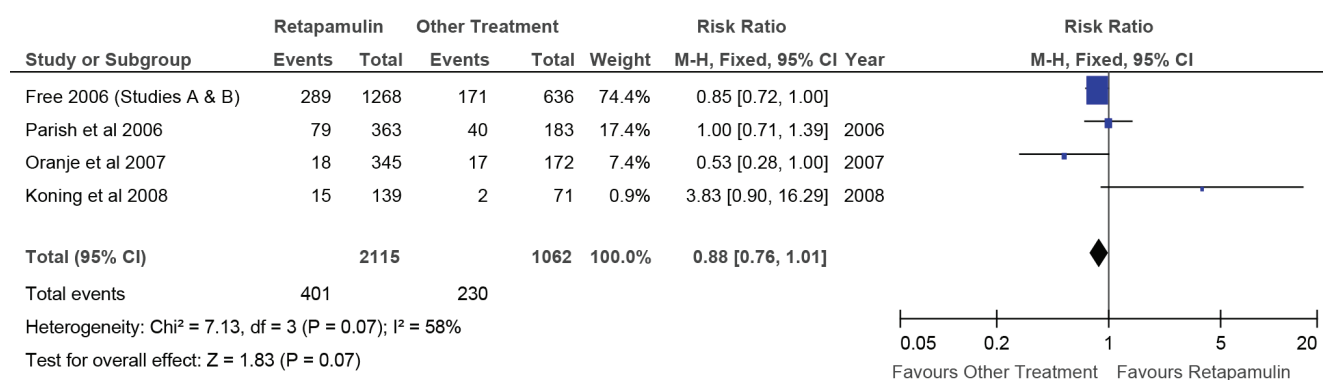 Retapamulin Other Treatment Risk Ratio Risk Ratio
Study or Subgroup Events Total Events Total Weight M-H, Fixed, 95% CI Year M-H, Fixed, 95% CI
Free 2006 (Studies A & B) 289 1268 171 636 74.4% 0.85 [0.72, 1.00]
Parish et al 2006 79 363 40 183 17.4% 1.00 [0.71, 1.39] 2006
Oranje et al 2007 18 345 17 172 7.4% 0.53 [0.28, 1.00] 2007
Koning et al 2008 15 139 2 71 0.9% 3.83 [0.90, 16.29] 2008
Total (95% CI) 2115 1062 100.0% 0.88 [0.76, 1.01]
Total events 401 230
Heterogeneity: Chi² = 7.13, df = 3 (P = 0.07); I² = 58%
Test for overall effect: Z = 1.83 (P = 0.07)
0.05 0.2 1 5 20
Favours Other Treatment Favours Retapamulin